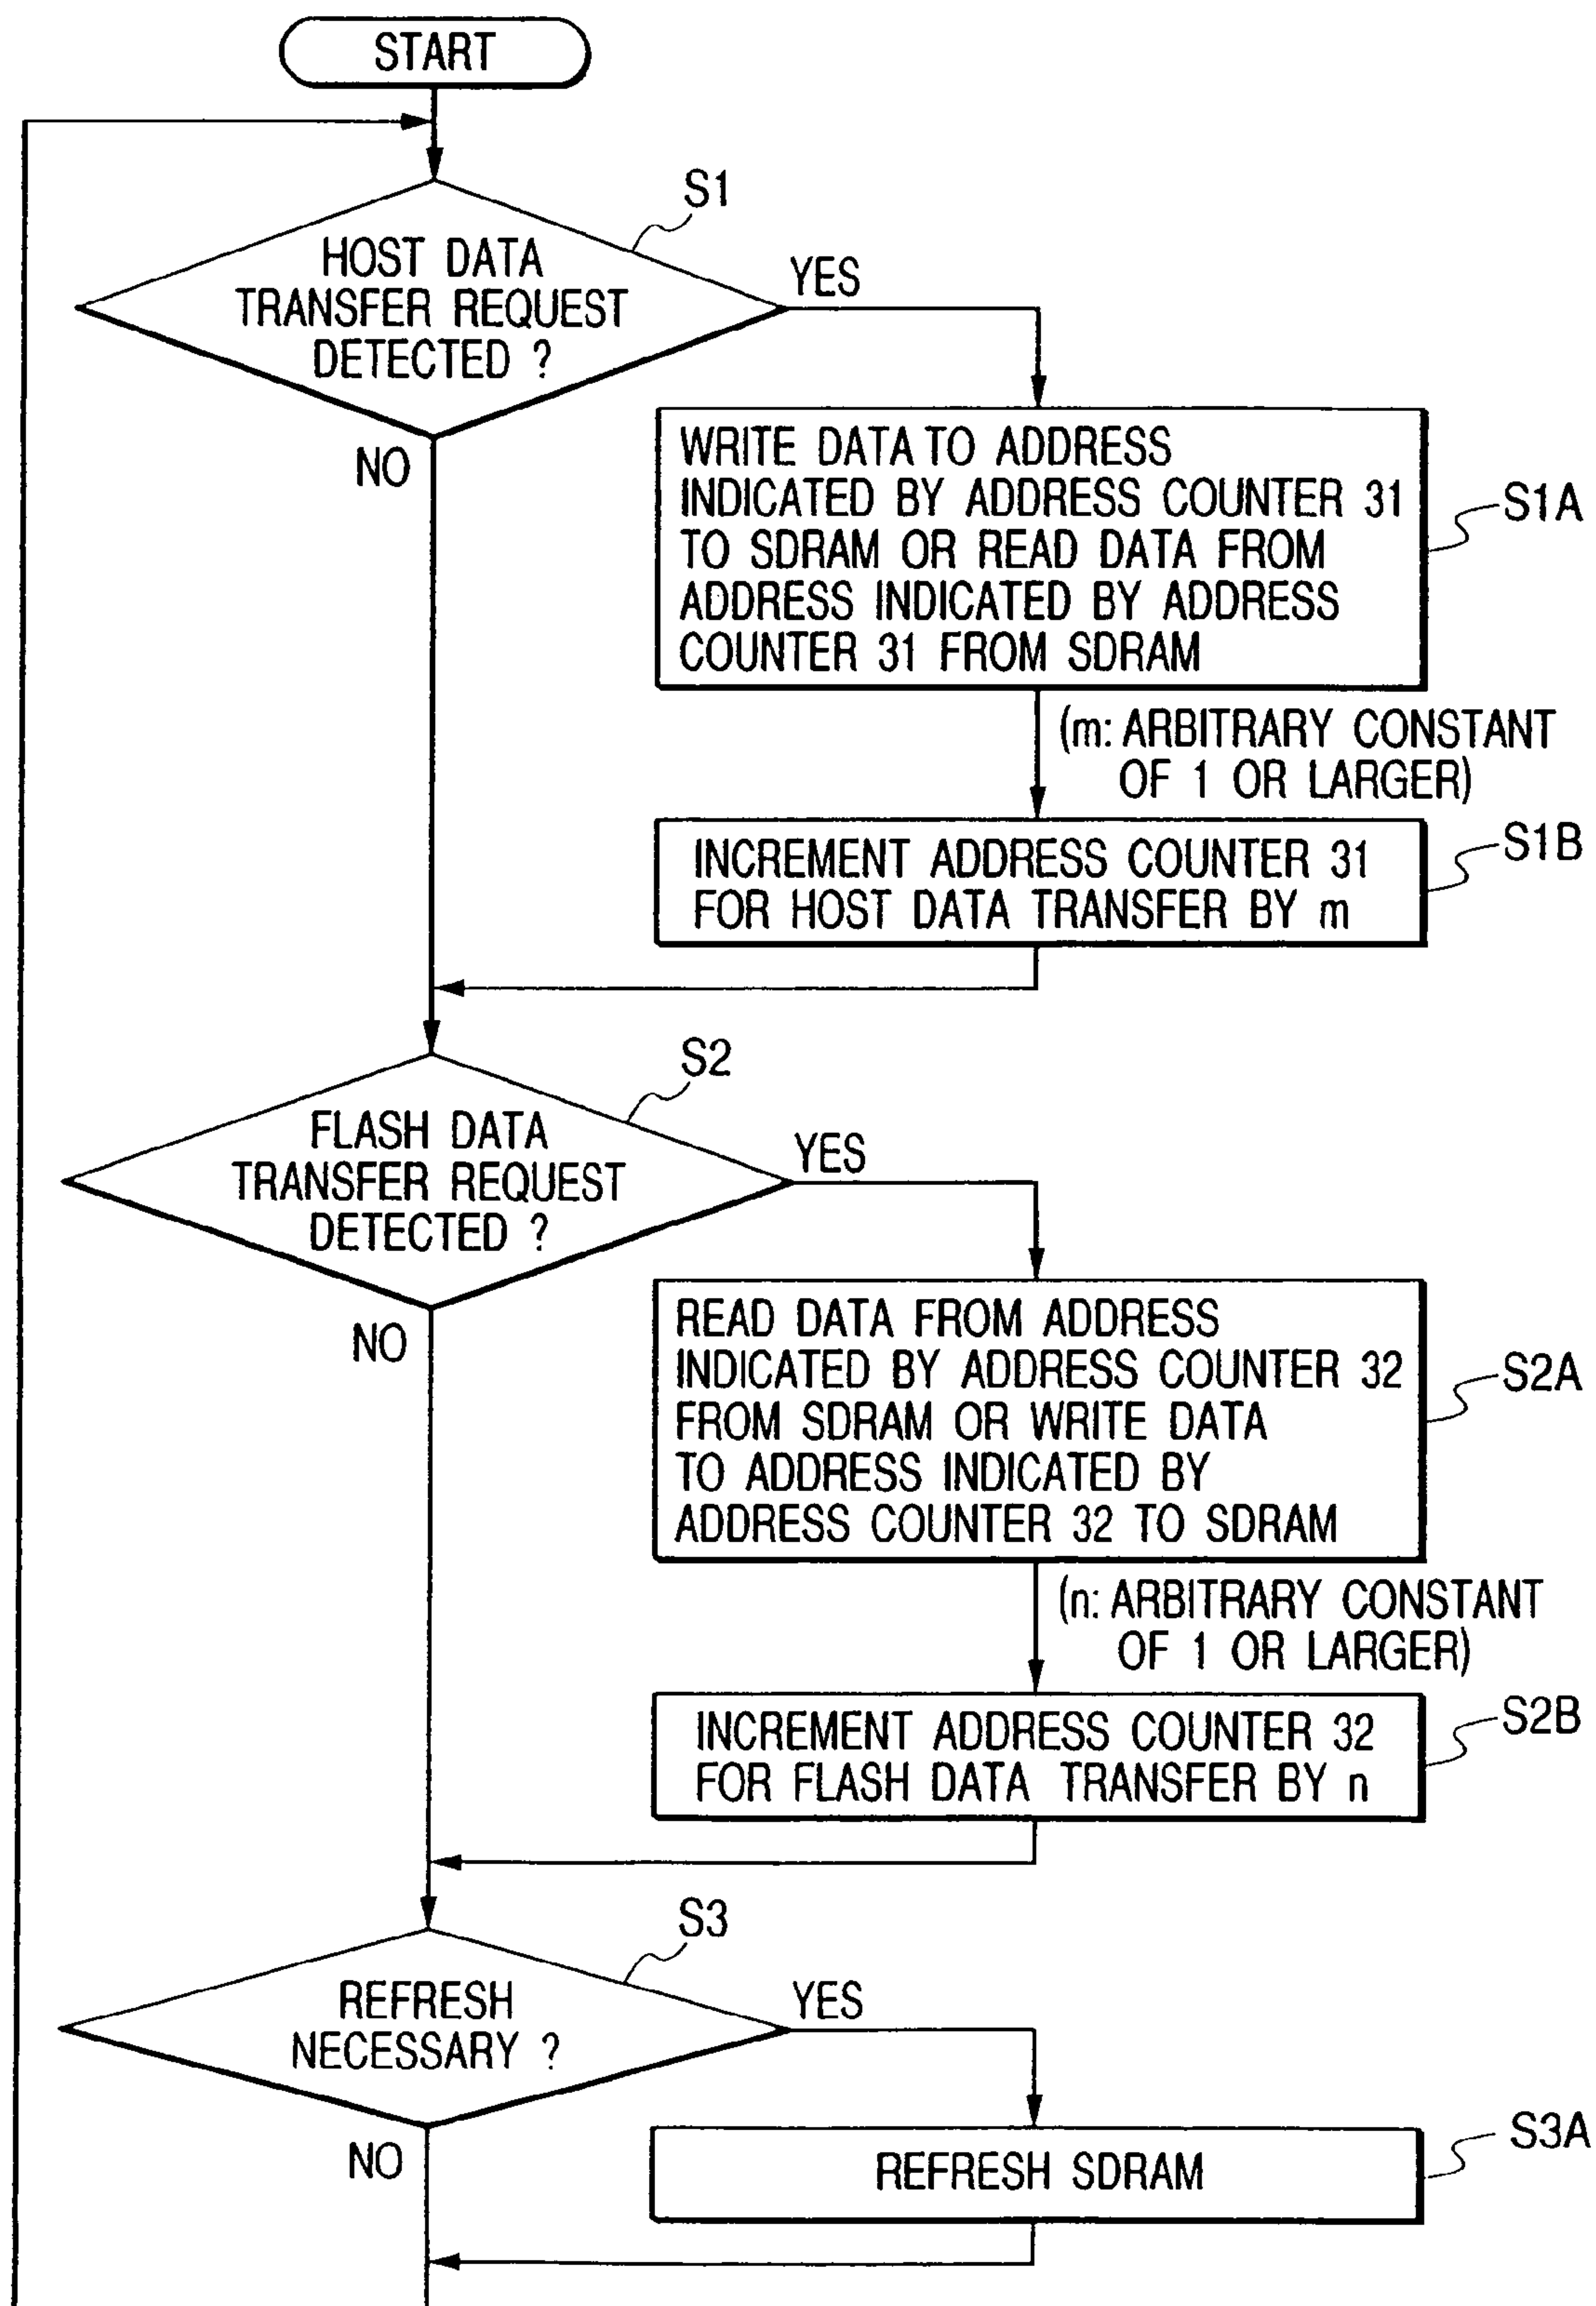 START
S1
HOST DATA
TRANSFER REQUEST
DETECTED ?
YES
NO
WRITE DATA TO ADDRESS
INDICATED BY ADDRESS COUNTER 31
TO SDRAM OR READ DATA FROM
ADDRESS INDICATED BY ADDRESS
COUNTER 31 FROM SDRAM
S1A
(m: ARBITRARY CONSTANT
OF 1 OR LARGER)
INCREMENT ADDRESS COUNTER 31
FOR HOST DATA TRANSFER BY m
S1B
S2
FLASH DATA
TRANSFER REQUEST
DETECTED ?
YES
NO
READ DATA FROM ADDRESS
INDICATED BY ADDRESS COUNTER 32
FROM SDRAM OR WRITE DATA
TO ADDRESS INDICATED BY
ADDRESS COUNTER 32 TO SDRAM
S2A
(n: ARBITRARY CONSTANT
OF 1 OR LARGER)
INCREMENT ADDRESS COUNTER 32
FOR FLASH DATA TRANSFER BY n
S2B
S3
REFRESH
NECESSARY ?
YES
NO
REFRESH SDRAM
S3A